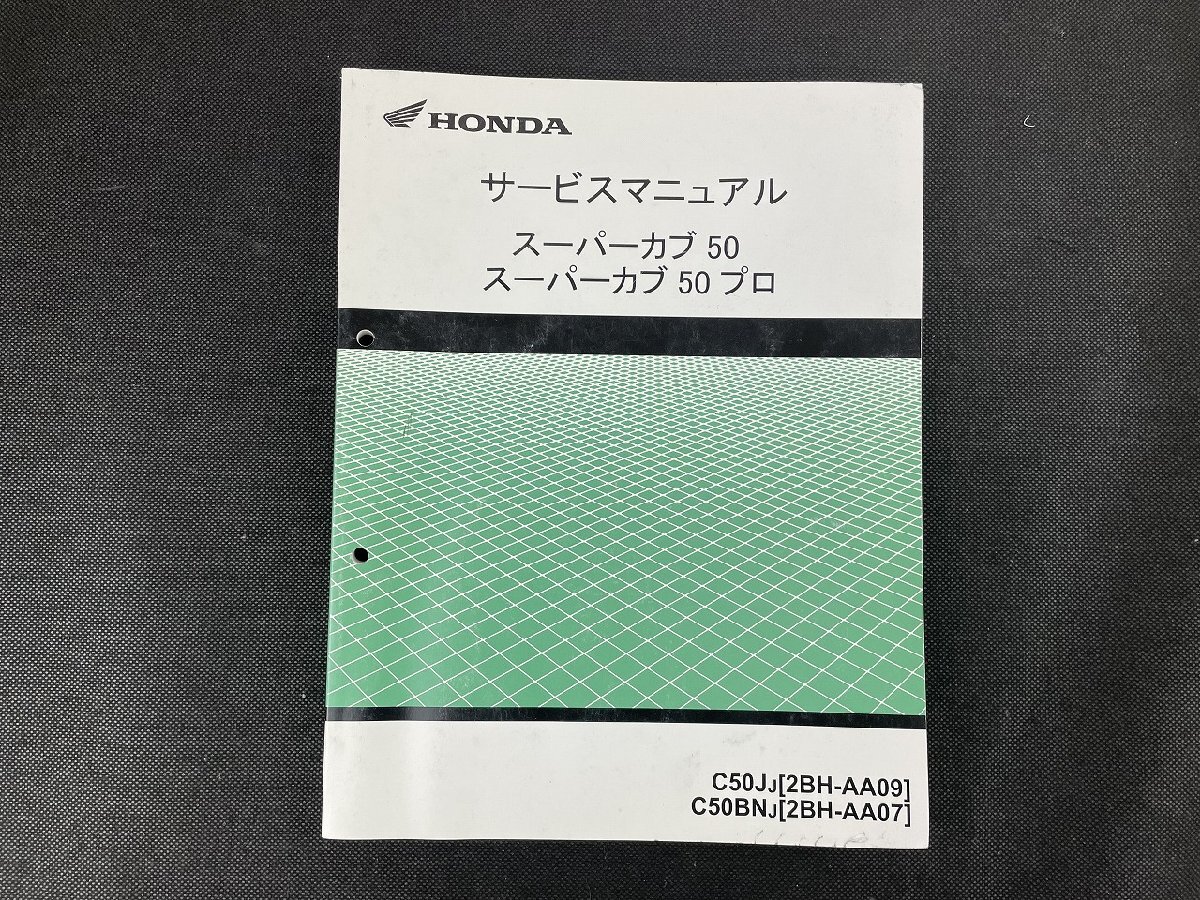 HONDA
サービスマニュアル
スーパーカブ 50
スーパーカブ 50 プロ
C50JJ[2BH-AA09]
C50BNJ[2BH-AA07]